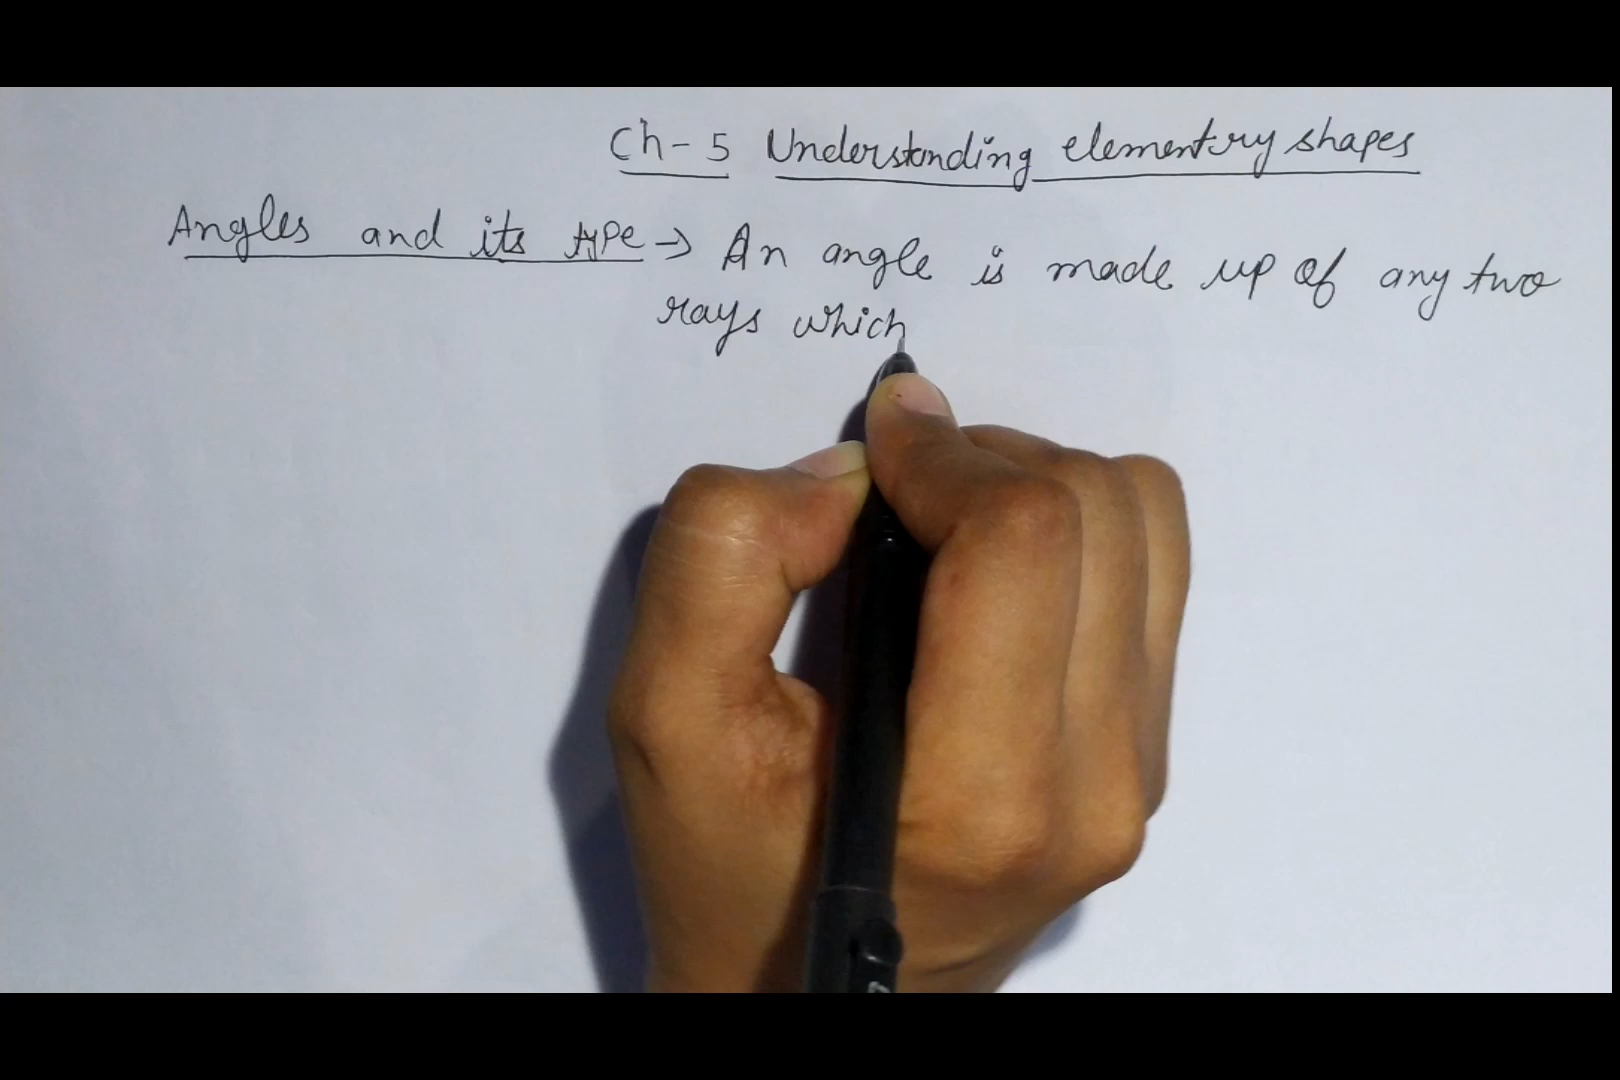 Ch-5 Understanding elementry shapes
Angles and its type → An angle is made up of any two
rays which